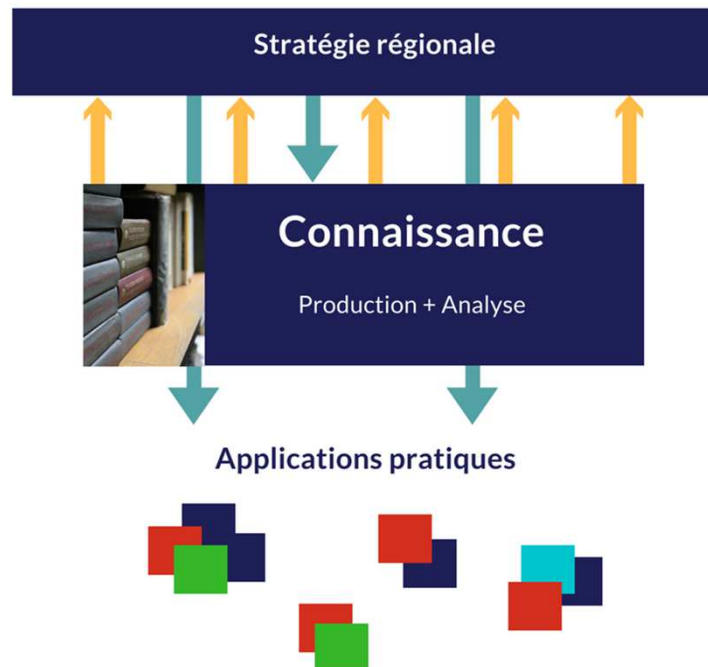 Stratégie régionale
Connaissance
Production + Analyse
Applications pratiques